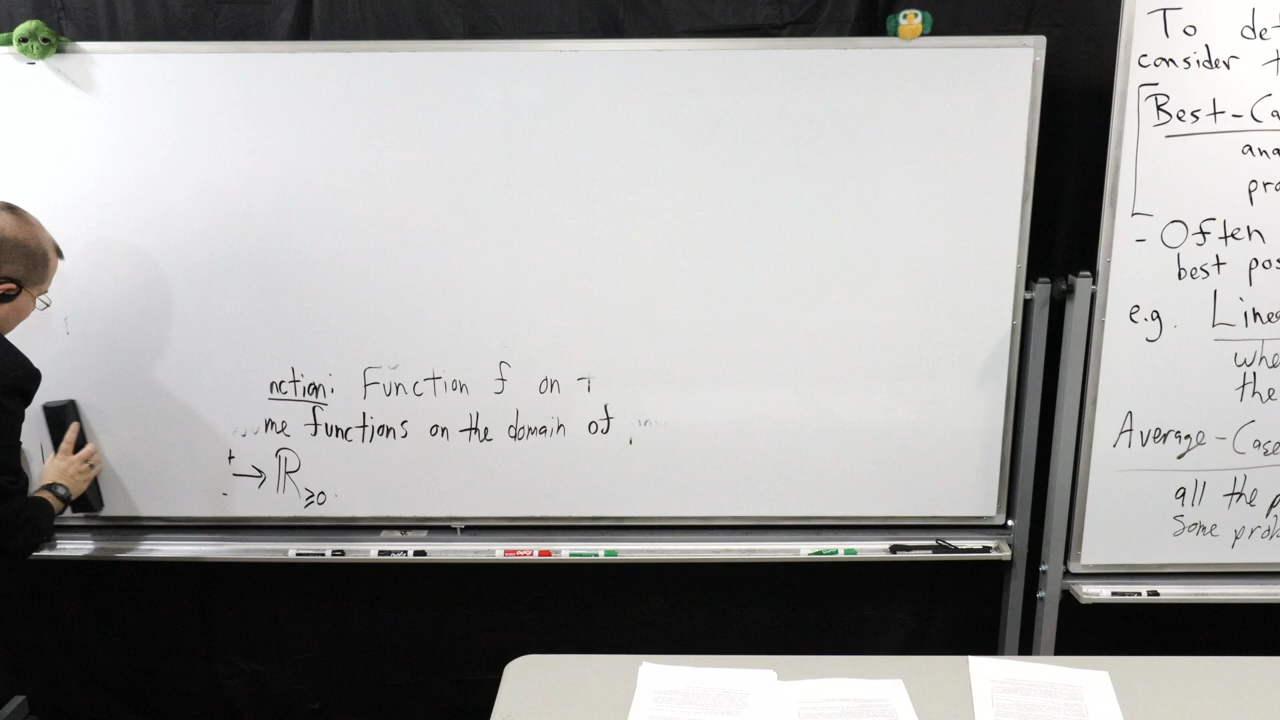 nction: Function f on
me functions on the domain of
+ → ℝ≥0.
To de
consider t
Best-Ca
ana
pro
- Often
best pos
e.g. Line
whe
the
Average-Case
all the p
Some prob